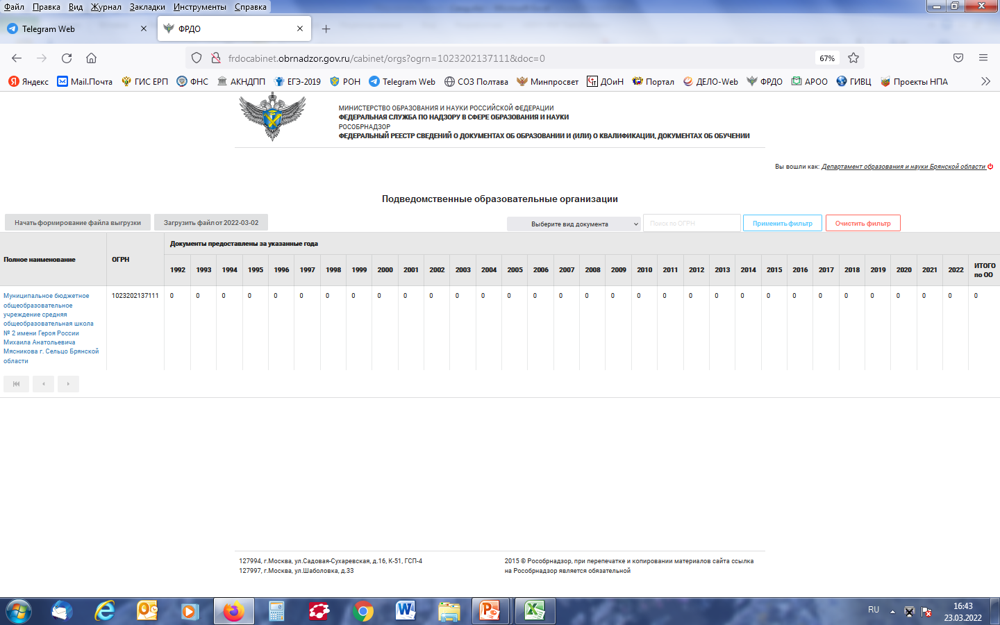 Файл Правка Вид Журнал Закладки Инструменты Справка
Telegram Web
ФРДО
frdocabinet.obrnadzor.gov.ru/cabinet/orgs?ogrn=1023202137111&doc=0
67%
Яндекс Mail.Почта ГИС ЕРП ФНС АКНДПП ЕГЭ-2019 РОН Telegram Web СОЗ Полтава Минпросвет ДОиН Портал ДЕЛО-Web ФРДО АРОО ГИВЦ Проекты НПА
МИНИСТЕРСТВО ОБРАЗОВАНИЯ И НАУКИ РОССИЙСКОЙ ФЕДЕРАЦИИ
ФЕДЕРАЛЬНАЯ СЛУЖБА ПО НАДЗОРУ В СФЕРЕ ОБРАЗОВАНИЯ И НАУКИ
РОСОБРНАДЗОР
ФЕДЕРАЛЬНЫЙ РЕЕСТР СВЕДЕНИЙ О ДОКУМЕНТАХ ОБ ОБРАЗОВАНИИ И (ИЛИ) О КВАЛИФИКАЦИИ, ДОКУМЕНТАХ ОБ ОБУЧЕНИИ
Вы вошли как: Департамент образования и науки Брянской области
Подведомственные образовательные организации
Начать формирование файла выгрузки
Загрузить файл от 2022-03-02
Выберите вид документа
Поиск по ОГРН
Применить фильтр
Очистить фильтр
Полное наименование
ОГРН
Документы предоставлены за указанные года
1992 1993 1994 1995 1996 1997 1998 1999 2000 2001 2002 2003 2004 2005 2006 2007 2008 2009 2010 2011 2012 2013 2014 2015 2016 2017 2018 2019 2020 2021 2022
ИТОГО
по ОО
Муниципальное бюджетное
общеобразовательное
учреждение средняя
общеобразовательная школа
№ 2 имени Героя России
Михаила Анатольевича
Мясникова г. Сельцо Брянской
области
1023202137111
0 0 0 0 0 0 0 0 0 0 0 0 0 0 0 0 0 0 0 0 0 0 0 0 0 0 0 0 0 0 0 0
127994, г.Москва, ул.Садовая-Сухаревская, д.16, К-51, ГСП-4
127997, г.Москва, ул.Шаболовка, д.33
2015 © Рособрнадзор, при перепечатке и копировании материалов сайта ссылка
на Рособрнадзор является обязательной
RU
16:43
23.03.2022